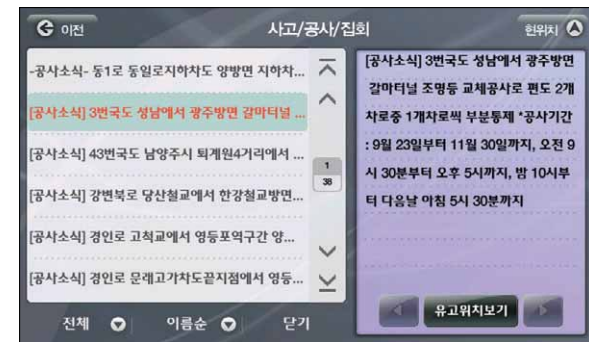 이전
사고/공사/집회
현위치
-공사소식- 동1로 동일로지하차도 양방면 지하차...
[공사소식] 3번국도 성남에서 광주방면 갈마터널 ...
[공사소식] 43번국도 남양주시 퇴계원4거리에서 ...
[공사소식] 강변북로 당산철교에서 한강철교방면...
[공사소식] 경인로 고척교에서 영등포역구간 양...
[공사소식] 경인로 문래고가차도끝지점에서 영등...
1
38
전체
이름순
닫기
[공사소식] 3번국도 성남에서 광주방면
갈마터널 조명등 교체공사로 편도 2개
차로중 1개차로씩 부분통제 *공사기간
: 9월 23일부터 11월 30일까지, 오전 9
시 30분부터 오후 5시까지, 밤 10시부
터 다음날 아침 5시 30분까지
유고위치보기